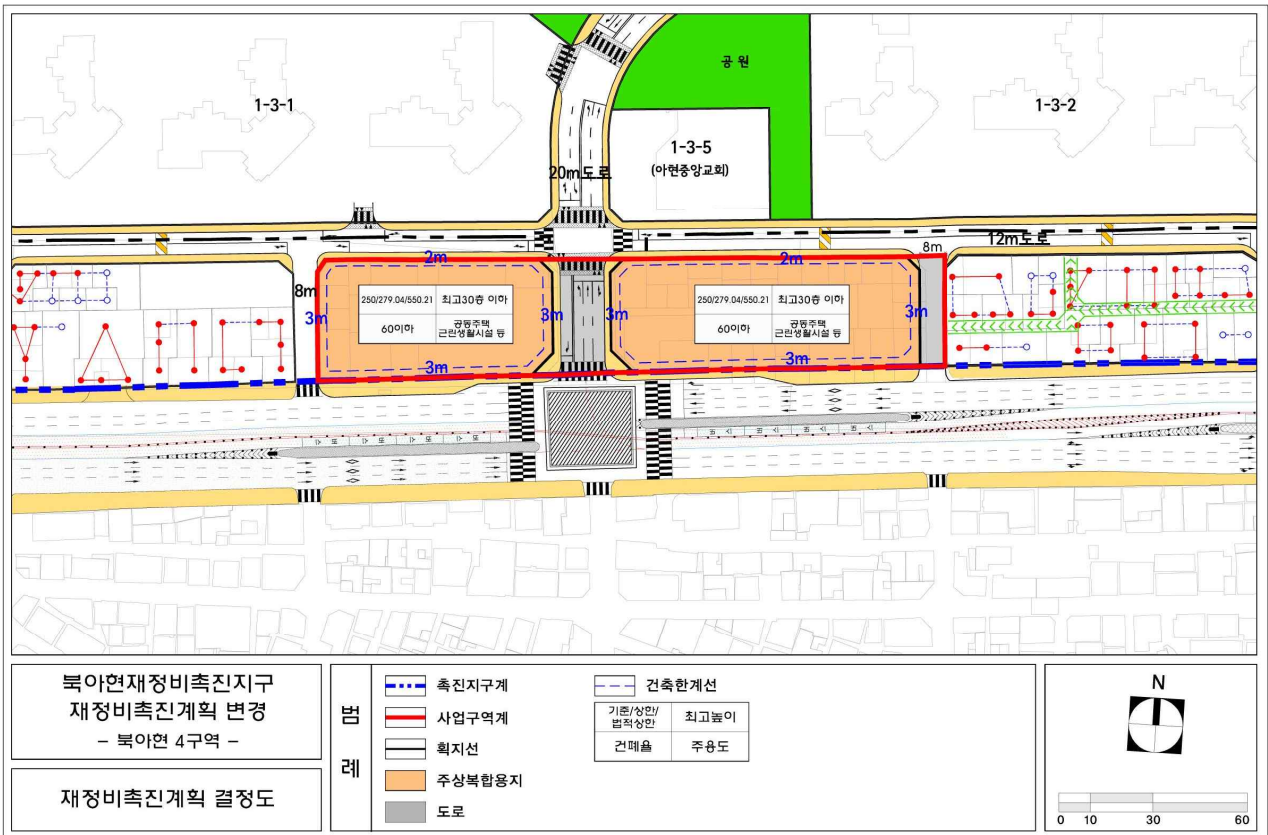 공 원
1-3-1
1-3-2
1-3-5
(아현중앙교회)
20m도로
12m도로
8m
2m
2m
8m
3m
3m
3m
3m
3m
3m
250/279.04/550.21
최고30층 이하
60이하
공동주택
근린생활시설 등
250/279.04/550.21
최고30층 이하
60이하
공동주택
근린생활시설 등
북아현재정비촉진지구
재정비촉진계획 변경
– 북아현 4구역 –
재정비촉진계획 결정도
범
례
촉진지구계
사업구역계
획지선
주상복합용지
도로
건축한계선
기준/상한/
법적상한
최고높이
건폐율
주용도
N
0 10 30 60